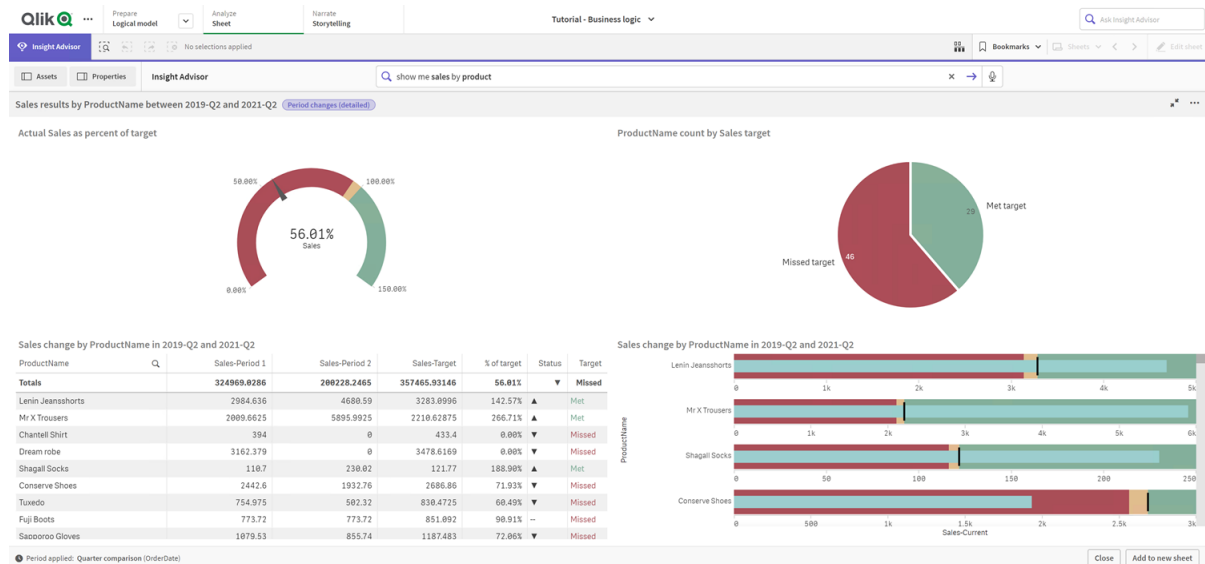 Qlik ... Prepare Logical model Analyze Sheet Narrate Storytelling Tutorial - Business logic Ask Insight Advisor
Insight Advisor No selections applied Bookmarks Sheets Edit sheet
Assets Properties Insight Advisor show me sales by product
Sales results by ProductName between 2019-Q2 and 2021-Q2 Period changes (detailed)
Actual Sales as percent of target
50.00% 100.00%
56.01%
Sales
0.00% 150.00%
ProductName count by Sales target
29 Met target
Missed target 46
Sales change by ProductName in 2019-Q2 and 2021-Q2
ProductName Sales-Period 1 Sales-Period 2 Sales-Target % of target Status Target
Totals 324969.0286 200228.2465 357465.93146 56.01% ▼ Missed
Lenin Jeansshorts 2984.636 4680.59 3283.0996 142.57% ▲ Met
Mr X Trousers 2009.6625 5895.9925 2210.62875 266.71% ▲ Met
Chantell Shirt 394 0 433.4 0.00% ▼ Missed
Dream robe 3162.379 0 3478.6169 0.00% ▼ Missed
Shagall Socks 110.7 230.02 121.77 188.90% ▲ Met
Conserve Shoes 2442.6 1932.76 2686.86 71.93% ▼ Missed
Tuxedo 754.975 502.32 830.4725 60.49% ▼ Missed
Fuji Boots 773.72 773.72 851.092 90.91% -- Missed
Sapporoo Gloves 1079.53 855.74 1187.483 72.06% ▼ Missed
Sales change by ProductName in 2019-Q2 and 2021-Q2
ProductName
Lenin Jeansshorts
0 1k 2k 3k 4k 5k
Mr X Trousers
0 1k 2k 3k 4k 5k 6k
Shagall Socks
0 50 100 150 200 250
Conserve Shoes
0 500 1k 1.5k 2k 2.5k 3k
Sales-Current
Period applied: Quarter comparison (OrderDate) Close Add to new sheet